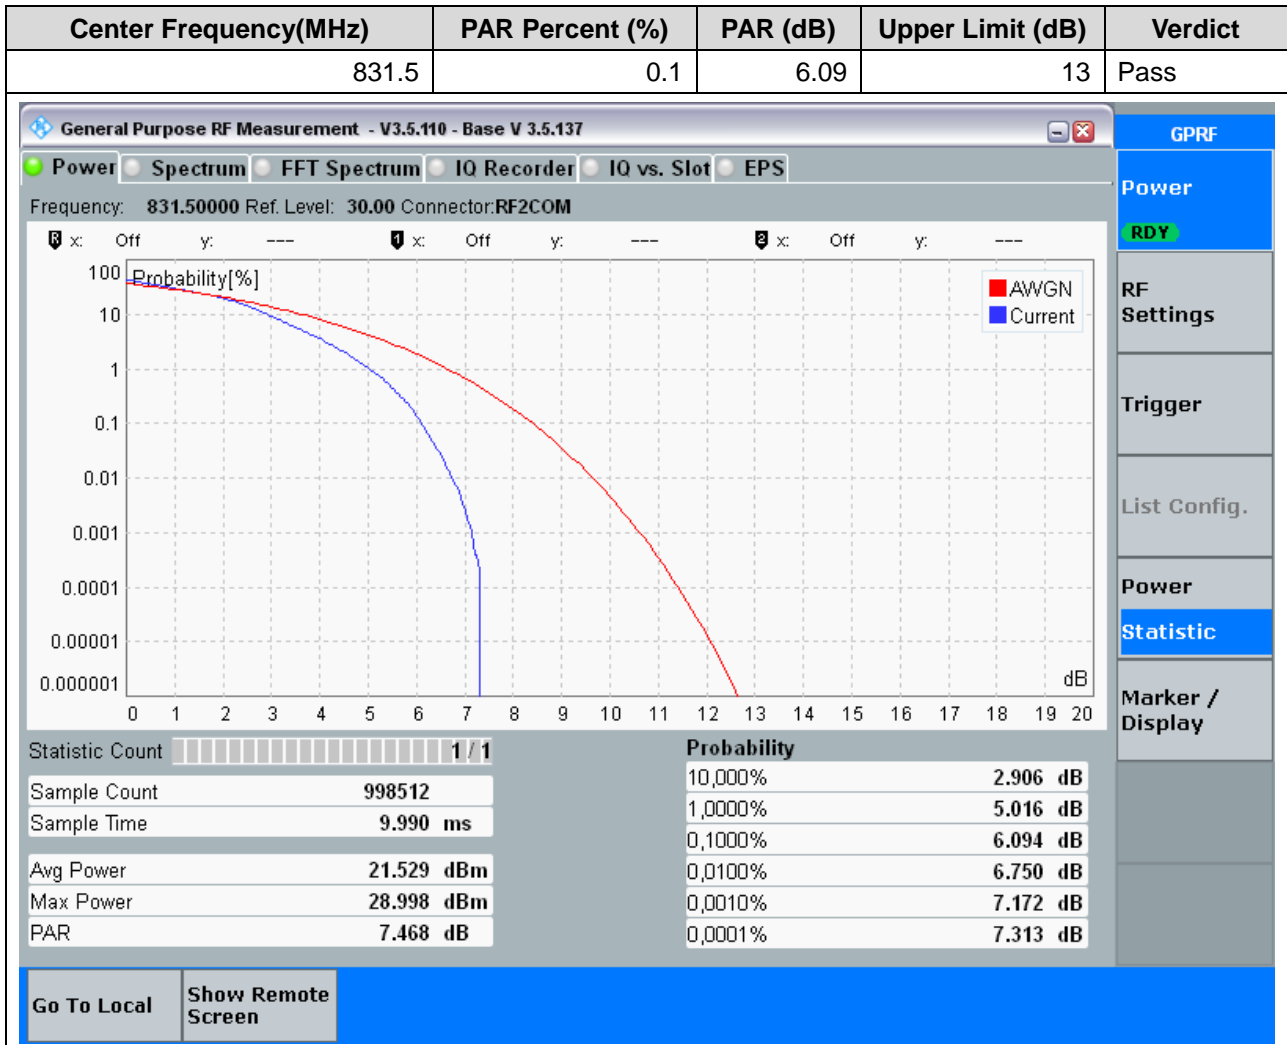 Center Frequency(MHz) PAR Percent (%) PAR (dB) Upper Limit (dB) Verdict
831.5 0.1 6.09 13 Pass
General Purpose RF Measurement - V3.5.110 - Base V 3.5.137
GPRF
Power Spectrum FFT Spectrum IQ Recorder IQ vs. Slot EPS
Power
RDY
Frequency: 831.50000 Ref. Level: 30.00 Connector:RF2COM
R x: Off y: --- 1 x: Off y: --- 2 x: Off y: ---
Probability[%]
AWGN
Current
100
10
1
0.1
0.01
0.001
0.0001
0.00001
0.000001
dB
0 1 2 3 4 5 6 7 8 9 10 11 12 13 14 15 16 17 18 19 20
RF
Settings
Trigger
List Config.
Power
Statistic
Marker /
Display
Statistic Count 1 / 1
Sample Count 998512
Sample Time 9.990 ms
Avg Power 21.529 dBm
Max Power 28.998 dBm
PAR 7.468 dB
Probability
10,000% 2.906 dB
1,0000% 5.016 dB
0,1000% 6.094 dB
0,0100% 6.750 dB
0,0010% 7.172 dB
0,0001% 7.313 dB
Go To Local
Show Remote
Screen